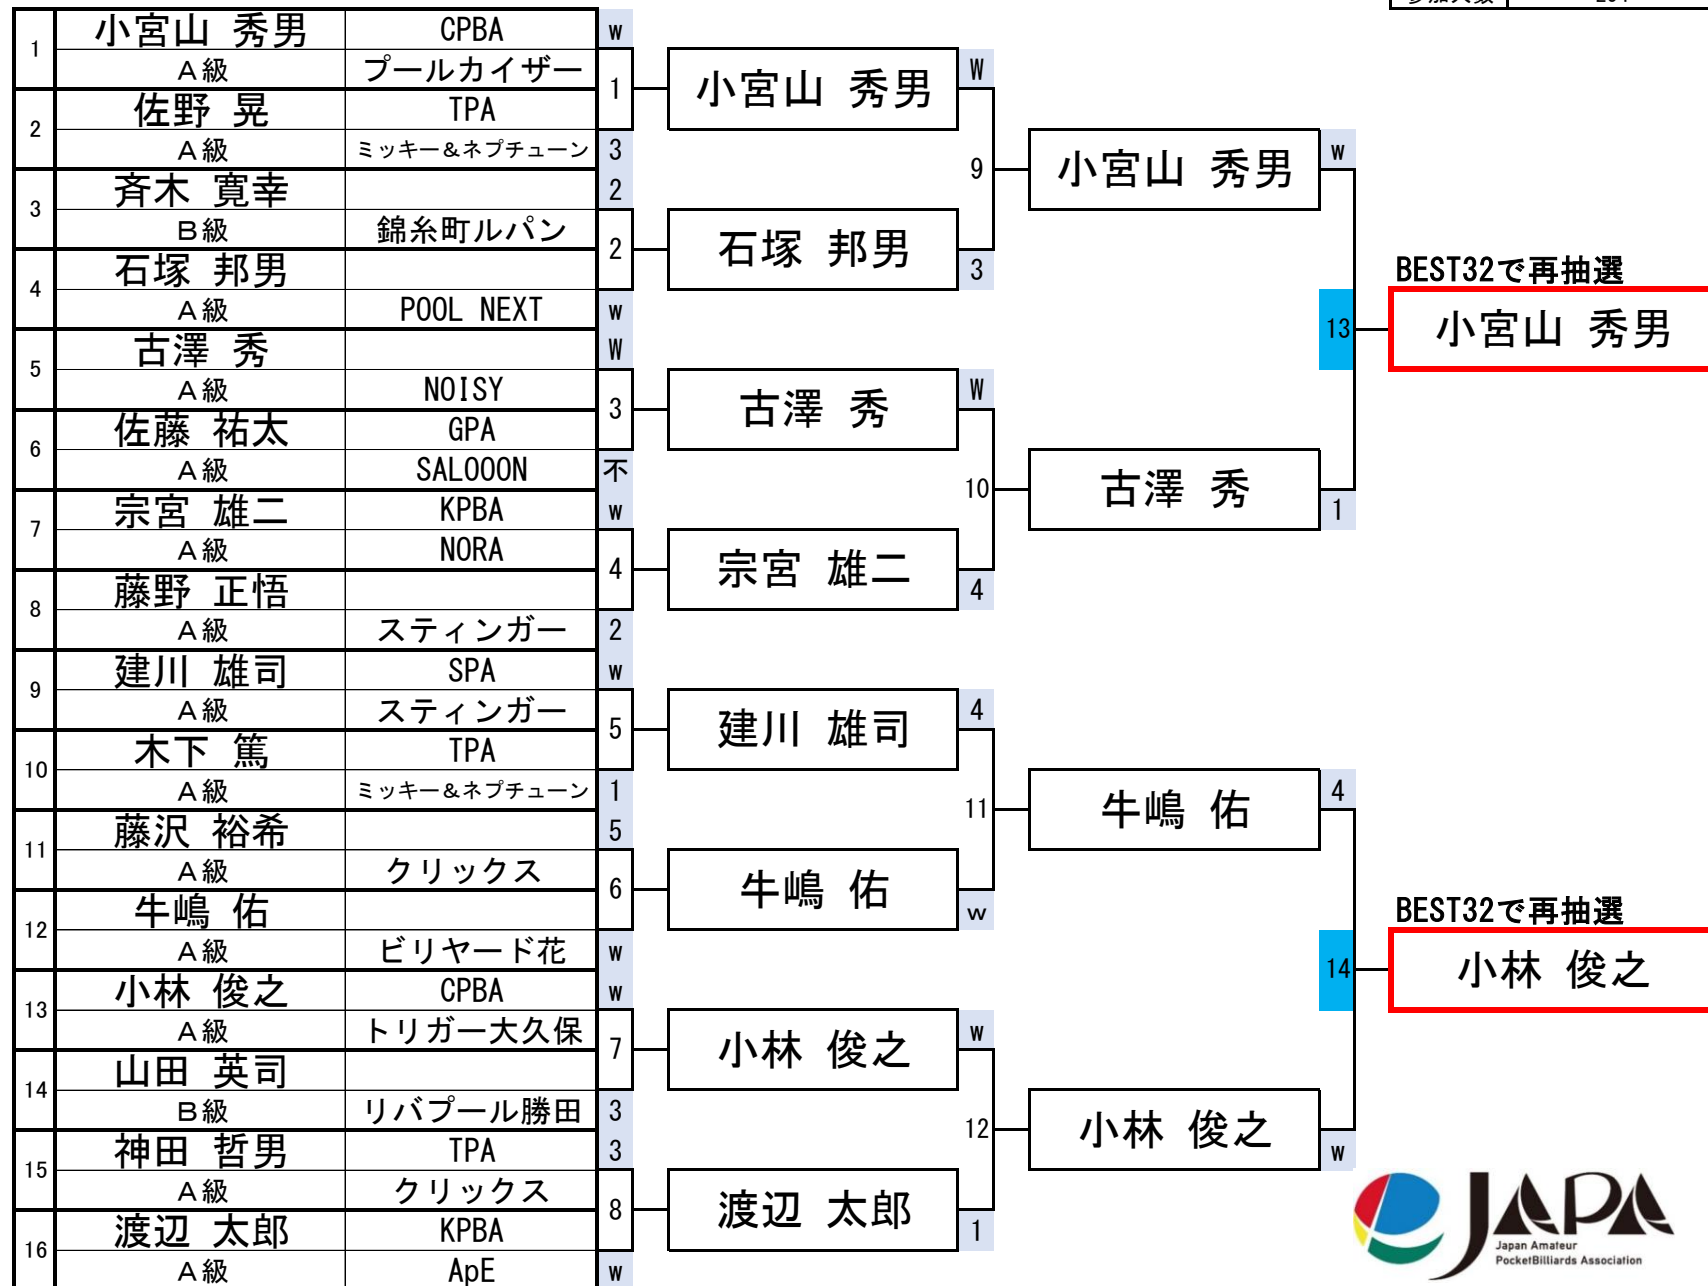 1 小宮山 秀男 CPBA w
A級 プールカイザー
1
2 佐野 晃 TPA
A級 ミッキー&ネプチューン 3
3 斉木 寛幸 2
B級 錦糸町ルパン
2
4 石塚 邦男
A級 POOL NEXT w
5 古澤 秀 W
A級 NOISY
3
6 佐藤 祐太 GPA
A級 SALOOON 不
7 宗宮 雄二 KPBA w
A級 NORA
4
8 藤野 正悟
A級 スティンガー 2
9 建川 雄司 SPA w
A級 スティンガー
5
10 木下 篤 TPA
A級 ミッキー&ネプチューン 1
11 藤沢 裕希 5
A級 クリックス
6
12 牛嶋 佑
A級 ビリヤード花 w
13 小林 俊之 CPBA w
A級 トリガー大久保
7
14 山田 英司
B級 リバプール勝田 3
15 神田 哲男 TPA 3
A級 クリックス
8
16 渡辺 太郎 KPBA
A級 ApE w
小宮山 秀男 W
9
石塚 邦男 3
古澤 秀 W
10
宗宮 雄二 4
建川 雄司 4
11
牛嶋 佑 w
小林 俊之 W
12
渡辺 太郎 1
小宮山 秀男 w
13
古澤 秀 1
牛嶋 佑 4
14
小林 俊之 w
BEST32で再抽選
小宮山 秀男
BEST32で再抽選
小林 俊之
JAPA
Japan Amateur
PocketBilliards Association